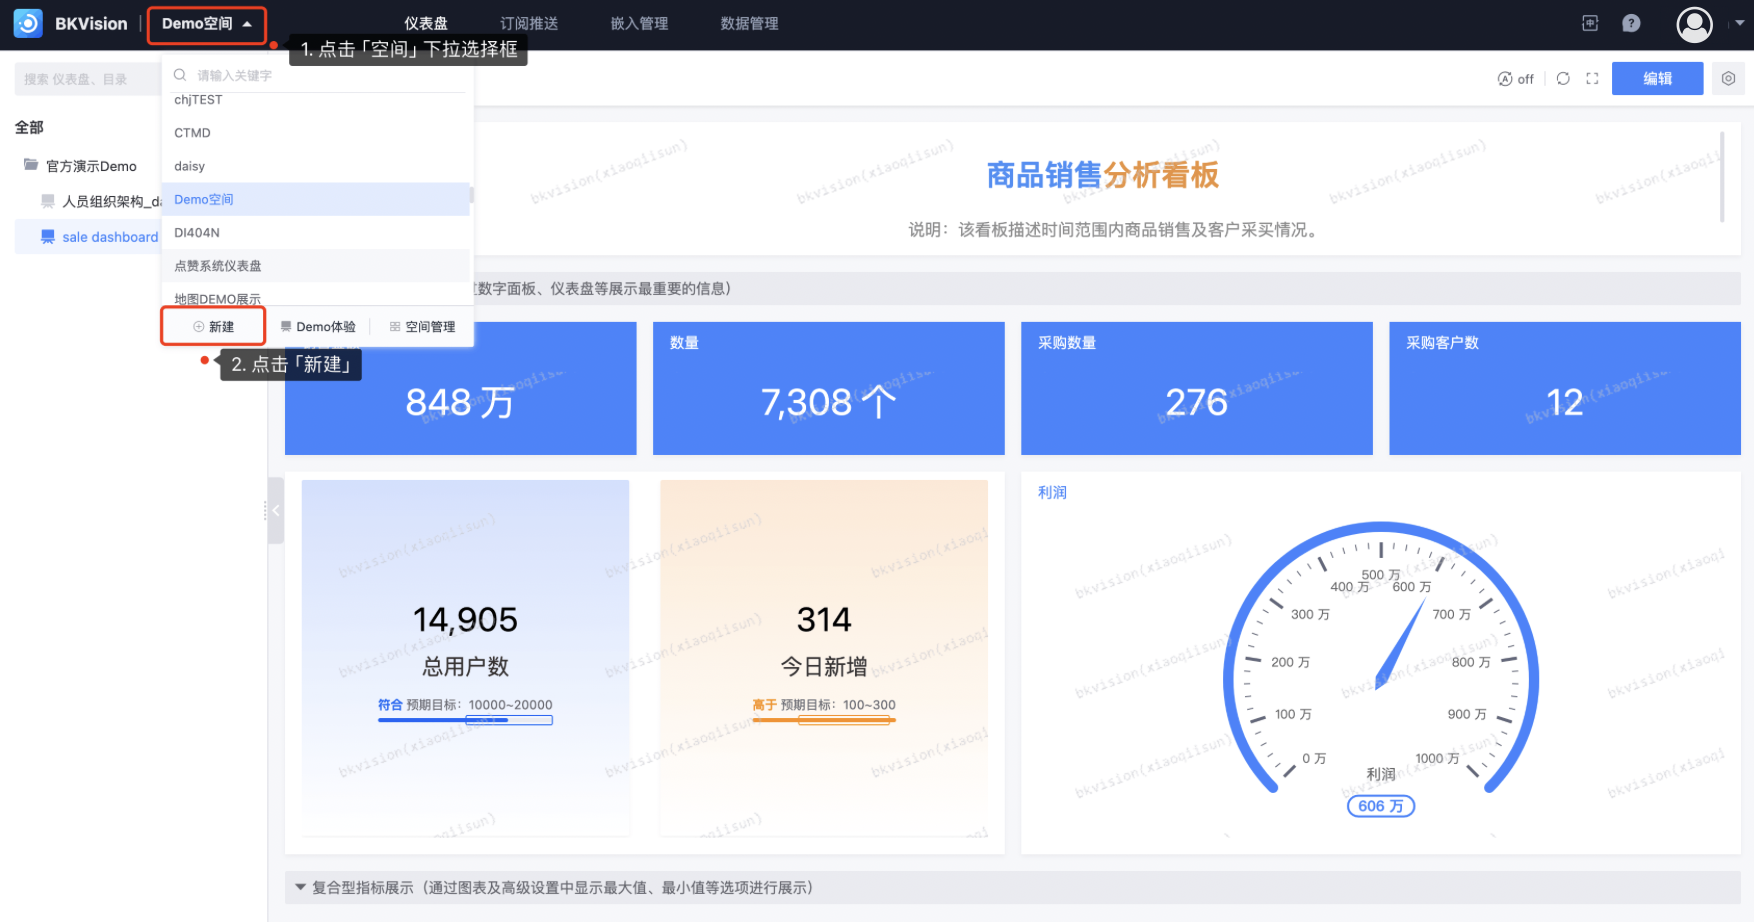 BKVision
Demo空间
仪表盘
订阅推送
嵌入管理
数据管理
1. 点击「空间」下拉选择框
搜索 仪表盘、目录
请输入关键字
off
编辑
全部
官方演示Demo
人员组织架构_da
sale dashboard
chjTEST
CTMD
daisy
Demo空间
DI404N
点赞系统仪表盘
地图DEMO展示
新建
Demo体验
空间管理
2. 点击「新建」
商品销售分析看板
说明：该看板描述时间范围内商品销售及客户采买情况。
数字面板、仪表盘等展示最重要的信息）
848 万
数量
7,308 个
采购数量
276
采购客户数
12
14,905
总用户数
符合 预期目标：10000~20000
314
今日新增
高于 预期目标：100~300
利润
0 万
100 万
200 万
300 万
400 万
500 万
600 万
700 万
800 万
900 万
1000 万
利润
606 万
复合型指标展示（通过图表及高级设置中显示最大值、最小值等选项进行展示）
bkvision(xiaoqiisun)